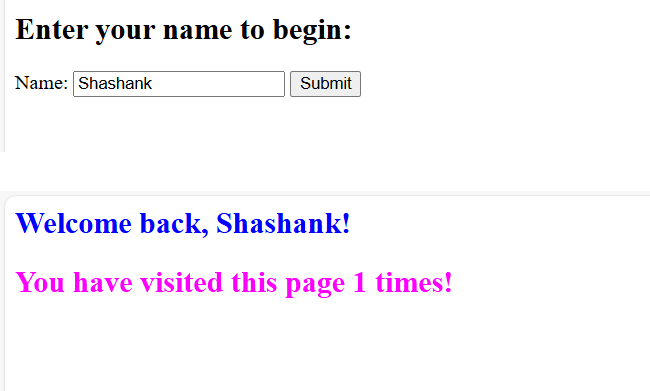 Enter your name to begin:
Name: Shashank Submit
Welcome back, Shashank!
You have visited this page 1 times!